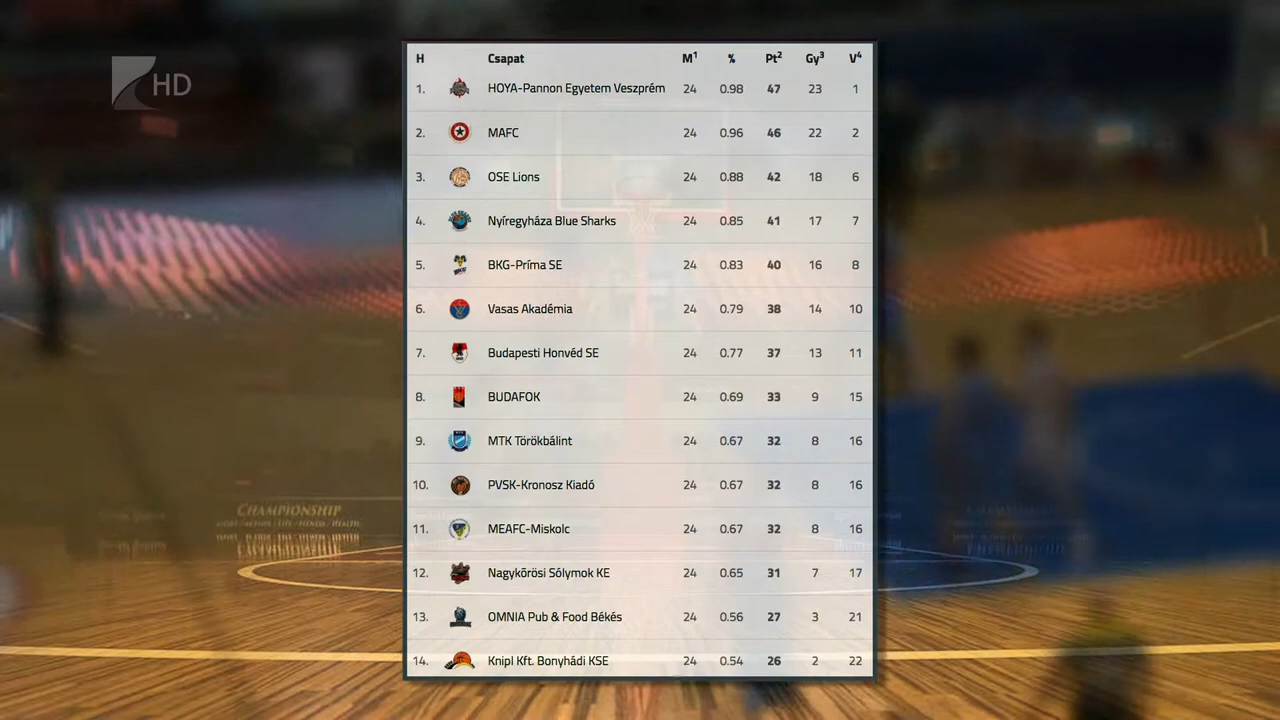 HD
H Csapat M¹ % Pt² Gy³ V⁴
1. HOYA-Pannon Egyetem Veszprém 24 0.98 47 23 1
2. MAFC 24 0.96 46 22 2
3. OSE Lions 24 0.88 42 18 6
4. Nyíregyháza Blue Sharks 24 0.85 41 17 7
5. BKG-Príma SE 24 0.83 40 16 8
6. Vasas Akadémia 24 0.79 38 14 10
7. Budapesti Honvéd SE 24 0.77 37 13 11
8. BUDAFOK 24 0.69 33 9 15
9. MTK Törökbálint 24 0.67 32 8 16
10. PVSK-Kronosz Kiadó 24 0.67 32 8 16
11. MEAFC-Miskolc 24 0.67 32 8 16
12. Nagykőrösi Sólymok KE 24 0.65 31 7 17
13. OMNIA Pub & Food Békés 24 0.56 27 3 21
14. Knipl Kft. Bonyhádi KSE 24 0.54 26 2 22
CHAMPIONSHIP